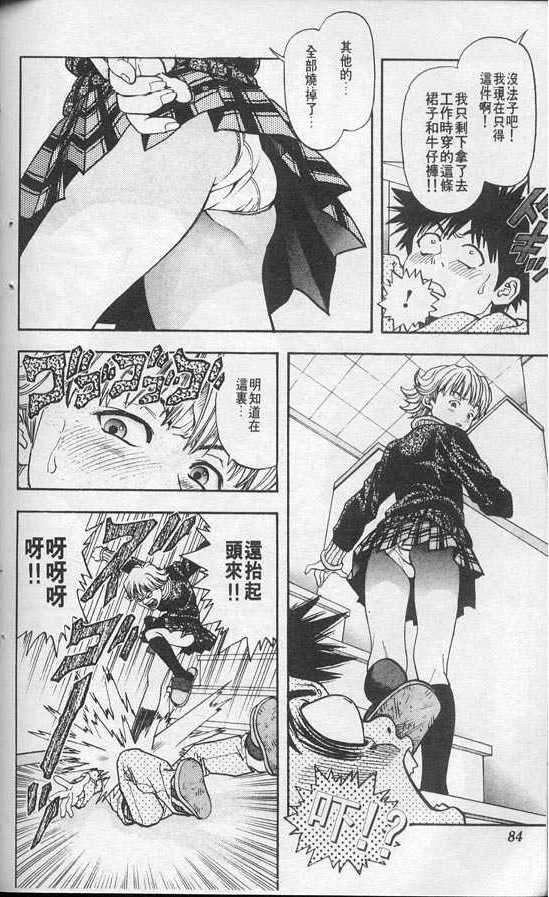 沒法子吧！
我現在只得
這件啊！
我只剩下拿了去
工作時穿的這條
裙子和牛仔褲!!
！
其他的…
全部燒掉了…
吓!?
明知道在
這裏…
還抬起
頭來!!
呀呀呀
呀!!
84